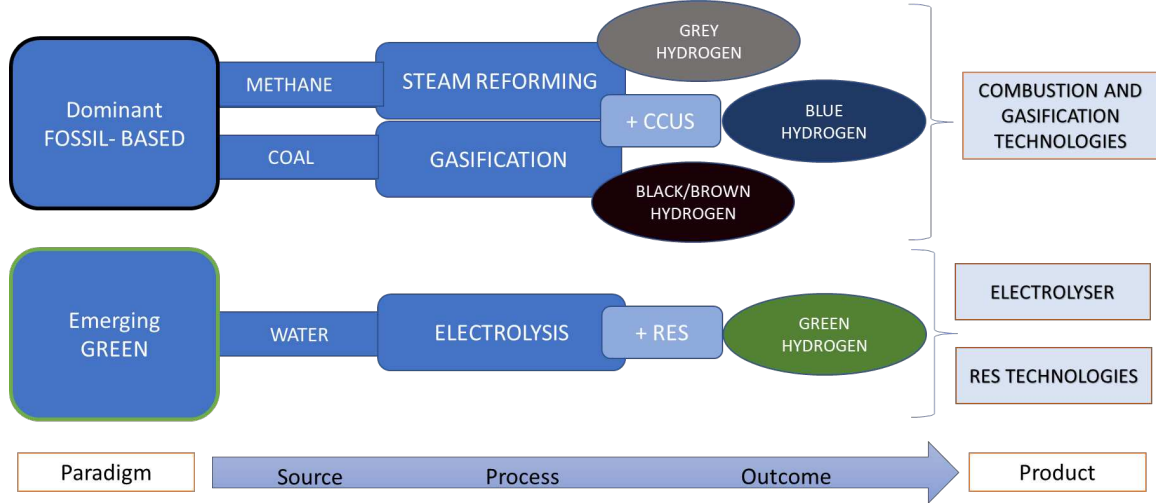 Dominant
FOSSIL- BASED
METHANE
COAL
STEAM REFORMING
GASIFICATION
GREY
HYDROGEN
+ CCUS
BLUE
HYDROGEN
BLACK/BROWN
HYDROGEN
COMBUSTION AND
GASIFICATION
TECHNOLOGIES
Emerging
GREEN
WATER
ELECTROLYSIS
+ RES
GREEN
HYDROGEN
ELECTROLYSER
RES TECHNOLOGIES
Paradigm
Source
Process
Outcome
Product